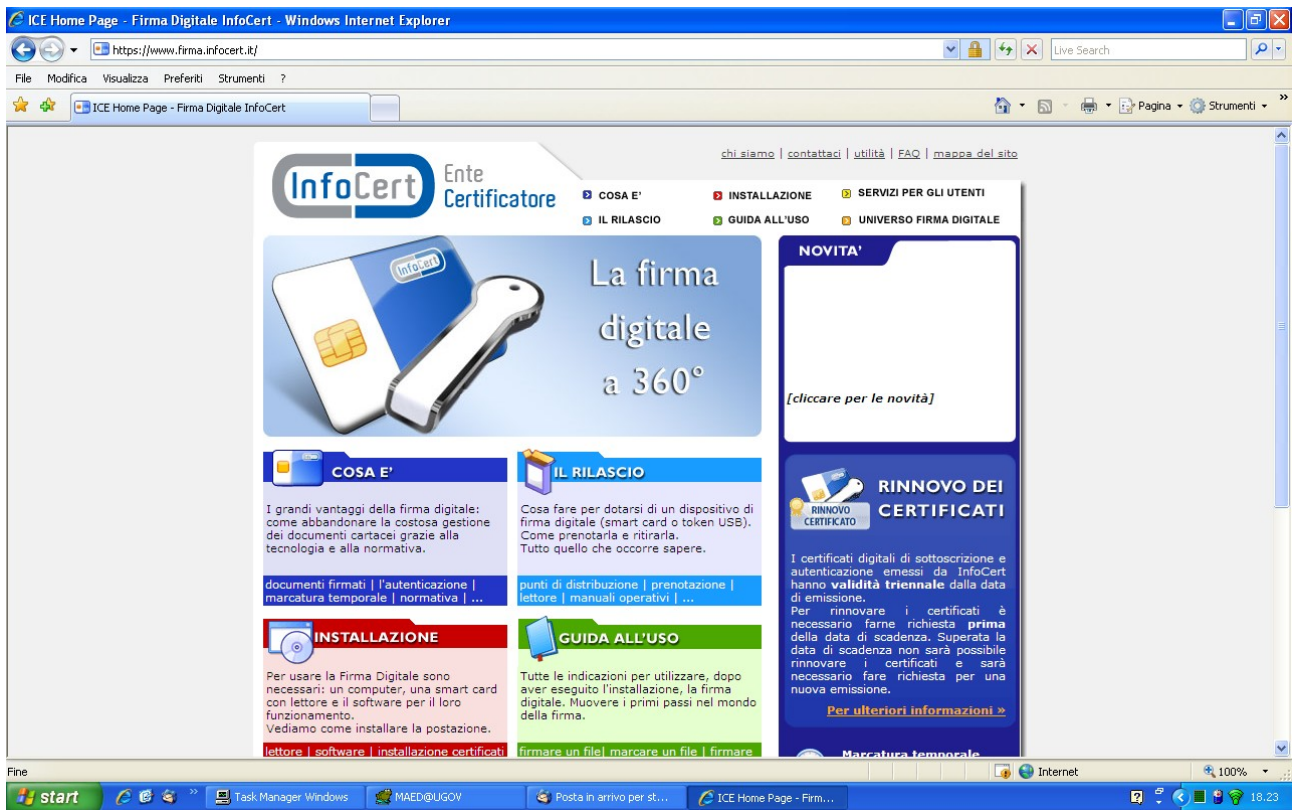 ICE Home Page - Firma Digitale InfoCert - Windows Internet Explorer
https://www.firma.infocert.it/
Live Search
File Modifica Visualizza Preferiti Strumenti ?
ICE Home Page - Firma Digitale InfoCert
Pagina Strumenti »
chi siamo | contattaci | utilità | FAQ | mappa del sito
InfoCert
Ente
Certificatore
COSA E' INSTALLAZIONE SERVIZI PER GLI UTENTI
IL RILASCIO GUIDA ALL'USO UNIVERSO FIRMA DIGITALE
InfoCert
La firma
digitale
a 360°
NOVITA'
[cliccare per le novità]
COSA E'
I grandi vantaggi della firma digitale:
come abbandonare la costosa gestione
dei documenti cartacei grazie alla
tecnologia e alla normativa.
documenti firmati | l'autenticazione |
marcatura temporale | normativa | ...
IL RILASCIO
Cosa fare per dotarsi di un dispositivo di
firma digitale (smart card o token USB).
Come prenotarla e ritirarla.
Tutto quello che occorre sapere.
punti di distribuzione | prenotazione |
lettore | manuali operativi | ...
RINNOVO
CERTIFICATO
RINNOVO DEI
CERTIFICATI
I certificati digitali di sottoscrizione e
autenticazione emessi da InfoCert
hanno validità triennale dalla data
di emissione.
Per rinnovare i certificati è
necessario farne richiesta prima
della data di scadenza. Superata la
data di scadenza non sarà possibile
rinnovare i certificati e sarà
necessario fare richiesta per una
nuova emissione.
Per ulteriori informazioni »
INSTALLAZIONE
Per usare la Firma Digitale sono
necessari: un computer, una smart card
con lettore e il software per il loro
funzionamento.
Vediamo come installare la postazione.
lettore | software | installazione certificati
GUIDA ALL'USO
Tutte le indicazioni per utilizzare, dopo
aver eseguito l'installazione, la firma
digitale. Muovere i primi passi nel mondo
della firma.
firmare un file| marcare un file | firmare
Marcatura temporale
Fine
Internet
100%
start
Task Manager Windows
MAED@UGOV
Posta in arrivo per st...
ICE Home Page - Firm...
18.23